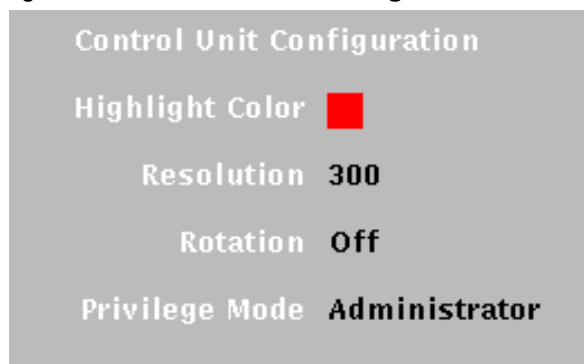 Control Unit Configuration
Highlight Color
Resolution 300
Rotation Off
Privilege Mode Administrator